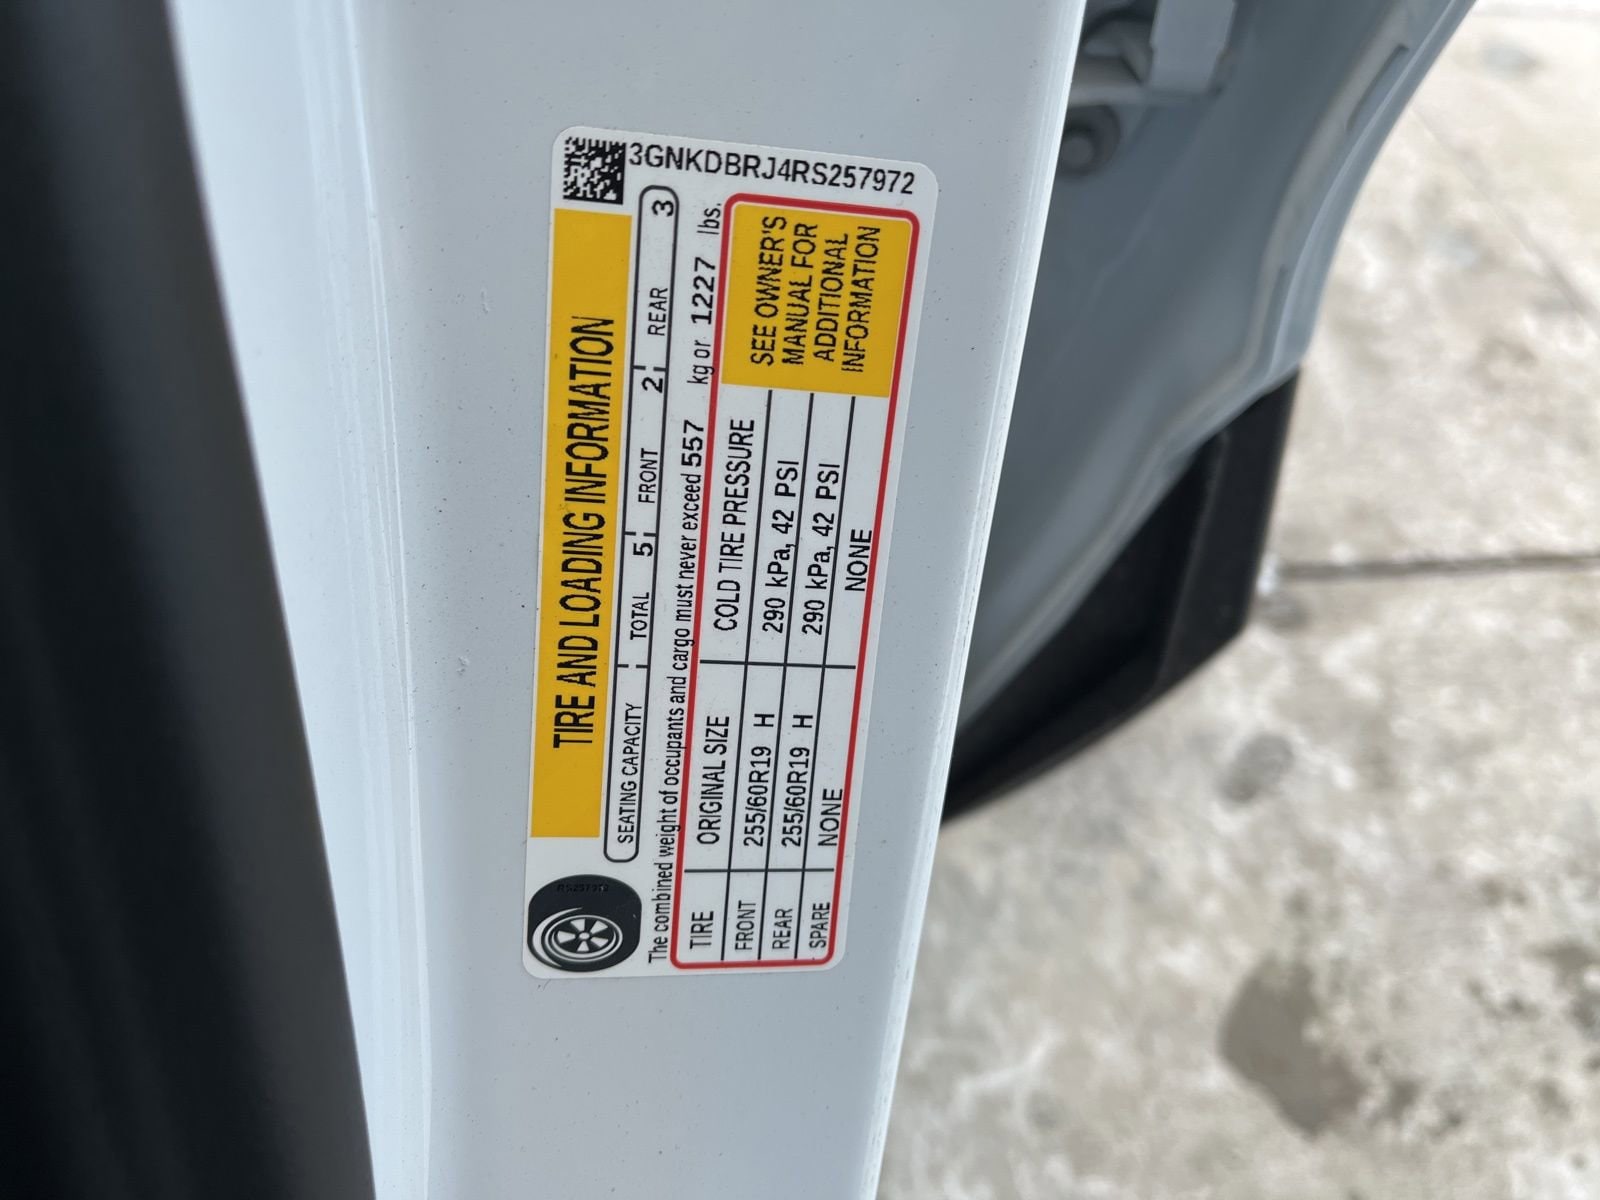 3GNKDBRJ4RS257972
TIRE AND LOADING INFORMATION
SEATING CAPACITY TOTAL 5 FRONT 2 REAR 3
The combined weight of occupants and cargo must never exceed 557 kg or 1227 lbs.
TIRE ORIGINAL SIZE COLD TIRE PRESSURE
FRONT 255/60R19 H 290 kPa, 42 PSI
REAR 255/60R19 H 290 kPa, 42 PSI
SPARE NONE NONE
SEE OWNER'S
MANUAL FOR
ADDITIONAL
INFORMATION
RS257972